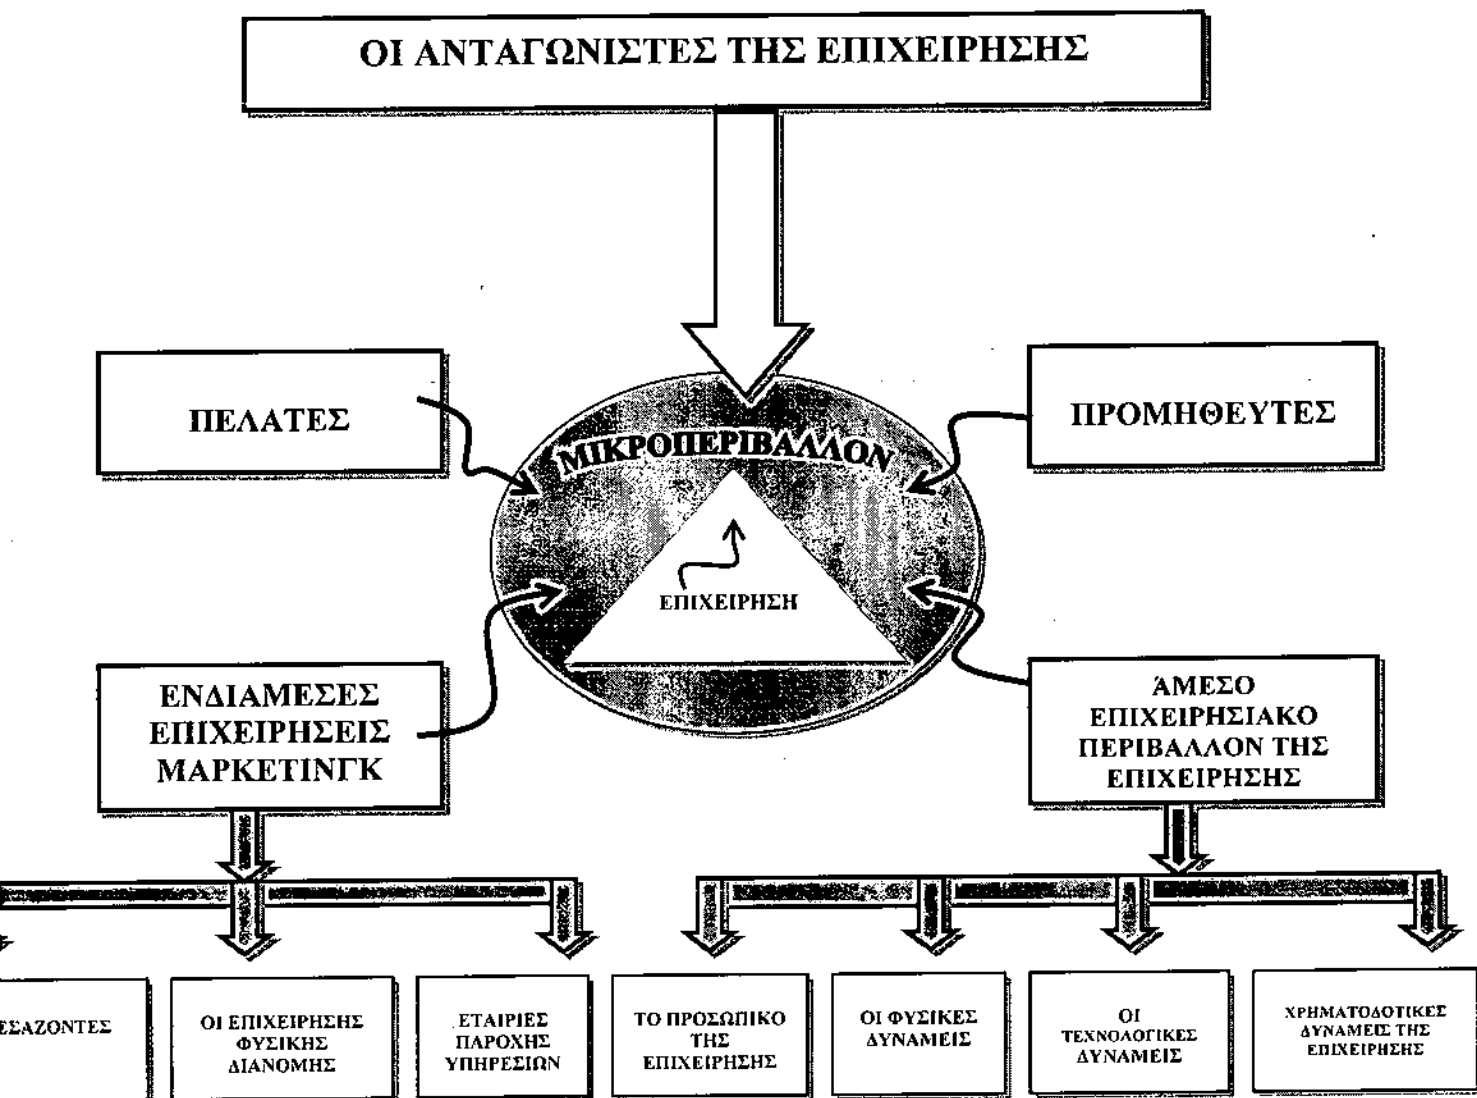 ΟΙ ΑΝΤΑΓΩΝΙΣΤΕΣ ΤΗΣ ΕΠΙΧΕΙΡΗΣΗΣ
ΠΕΛΑΤΕΣ
ΠΡΟΜΗΘΕΥΤΕΣ
ΜΙΚΡΟΠΕΡΙΒΑΛΛΟΝ
ΕΠΙΧΕΙΡΗΣΗ
ΕΝΔΙΑΜΕΣΕΣ
ΕΠΙΧΕΙΡΗΣΕΙΣ
ΜΑΡΚΕΤΙΝΓΚ
ΆΜΕΣΟ
ΕΠΙΧΕΙΡΗΣΙΑΚΟ
ΠΕΡΙΒΑΛΛΟΝ ΤΗΣ
ΕΠΙΧΕΙΡΗΣΗΣ
ΕΣΑΖΟΝΤΕΣ
ΟΙ ΕΠΙΧΕΙΡΗΣΗΣ
ΦΥΣΙΚΗΣ
ΔΙΑΝΟΜΗΣ
ΕΤΑΙΡΙΕΣ
ΠΑΡΟΧΗΣ
ΥΠΗΡΕΣΙΩΝ
ΤΟ ΠΡΟΣΩΠΙΚΟ
ΤΗΣ
ΕΠΙΧΕΙΡΗΣΗΣ
ΟΙ ΦΥΣΙΚΕΣ
ΔΥΝΑΜΕΙΣ
ΟΙ
ΤΕΧΝΟΛΟΓΙΚΕΣ
ΔΥΝΑΜΕΙΣ
ΧΡΗΜΑΤΟΔΟΤΙΚΕΣ
ΔΥΝΑΜΕΙΣ ΤΗΣ
ΕΠΙΧΕΙΡΗΣΗΣ